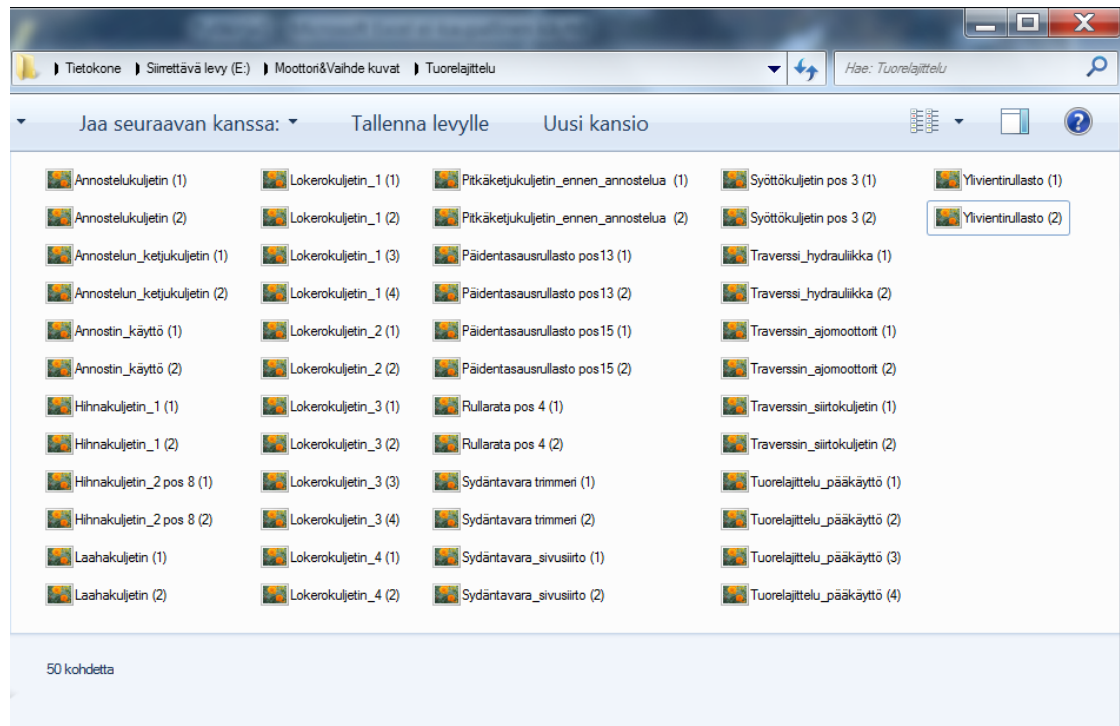 Tietokone Siirrettävä levy (E:) Moottori&Vaihde kuvat Tuorelajittelu Hae: Tuorelajittelu
Jaa seuraavan kanssa: Tallenna levylle Uusi kansio
Annostelukuljetin (1)
Annostelukuljetin (2)
Annostelun_ketjukuljetin (1)
Annostelun_ketjukuljetin (2)
Annostin_käyttö (1)
Annostin_käyttö (2)
Hihnakuljetin_1 (1)
Hihnakuljetin_1 (2)
Hihnakuljetin_2 pos 8 (1)
Hihnakuljetin_2 pos 8 (2)
Laahakuljetin (1)
Laahakuljetin (2)
Lokerokuljetin_1 (1)
Lokerokuljetin_1 (2)
Lokerokuljetin_1 (3)
Lokerokuljetin_1 (4)
Lokerokuljetin_2 (1)
Lokerokuljetin_2 (2)
Lokerokuljetin_3 (1)
Lokerokuljetin_3 (2)
Lokerokuljetin_3 (3)
Lokerokuljetin_3 (4)
Lokerokuljetin_4 (1)
Lokerokuljetin_4 (2)
Pitkäketjukuljetin_ennen_annostelua (1)
Pitkäketjukuljetin_ennen_annostelua (2)
Päidentasausrullasto pos13 (1)
Päidentasausrullasto pos13 (2)
Päidentasausrullasto pos15 (1)
Päidentasausrullasto pos15 (2)
Rullarata pos 4 (1)
Rullarata pos 4 (2)
Sydäntavara trimmeri (1)
Sydäntavara trimmeri (2)
Sydäntavara_sivusiirto (1)
Sydäntavara_sivusiirto (2)
Syöttökuljetin pos 3 (1)
Syöttökuljetin pos 3 (2)
Traverssi_hydrauliikka (1)
Traverssi_hydrauliikka (2)
Traverssin_ajomoottorit (1)
Traverssin_ajomoottorit (2)
Traverssin_siirtokuljetin (1)
Traverssin_siirtokuljetin (2)
Tuorelajittelu_pääkäyttö (1)
Tuorelajittelu_pääkäyttö (2)
Tuorelajittelu_pääkäyttö (3)
Tuorelajittelu_pääkäyttö (4)
Ylivientirullasto (1)
Ylivientirullasto (2)
50 kohdetta